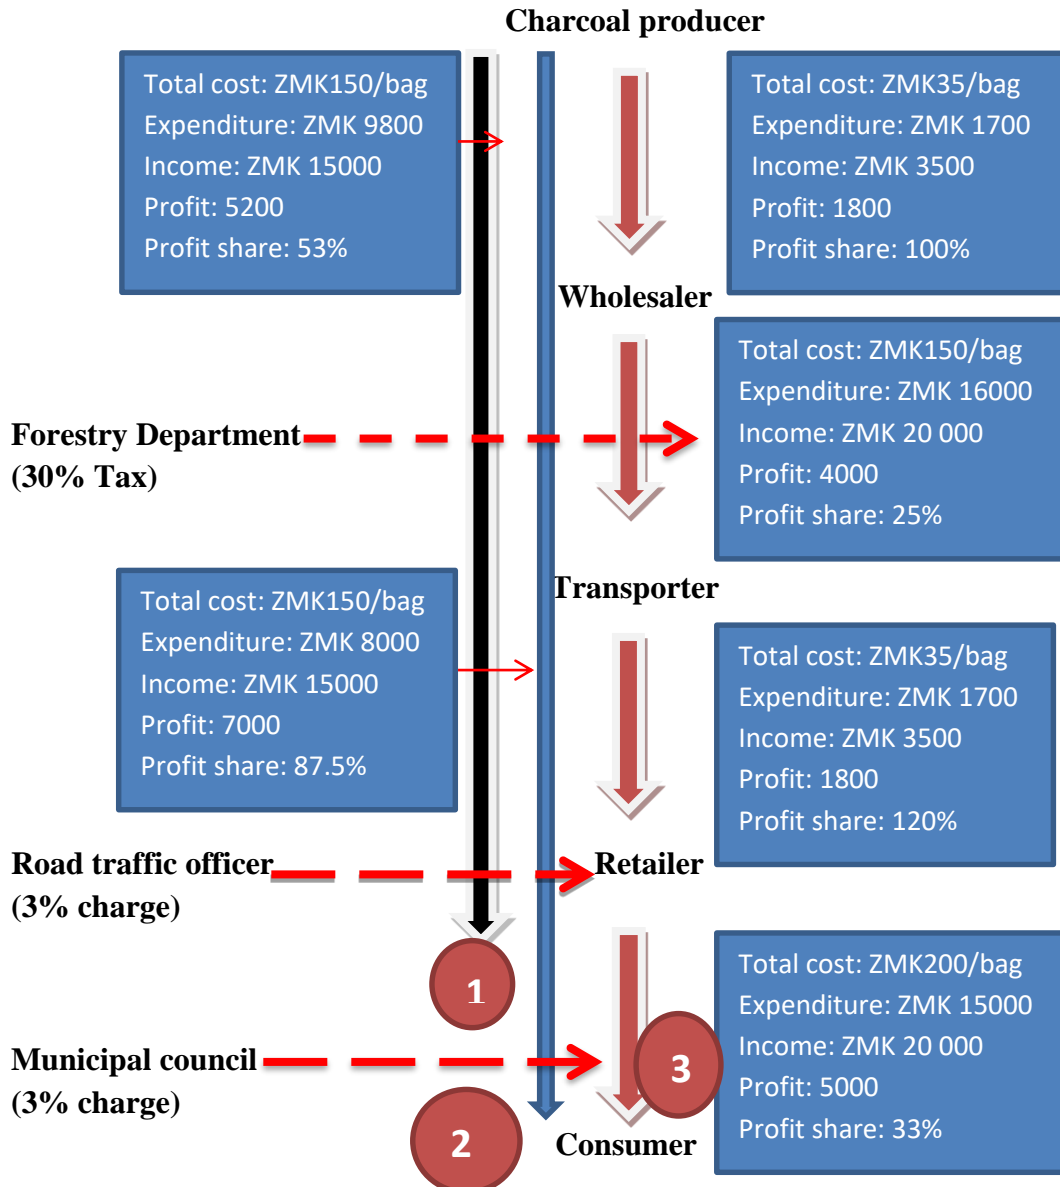 Charcoal producer
Total cost: ZMK150/bag
Expenditure: ZMK 9800
Income: ZMK 15000
Profit: 5200
Profit share: 53%
Total cost: ZMK35/bag
Expenditure: ZMK 1700
Income: ZMK 3500
Profit: 1800
Profit share: 100%
Wholesaler
Total cost: ZMK150/bag
Expenditure: ZMK 16000
Income: ZMK 20 000
Profit: 4000
Profit share: 25%
Forestry Department
(30% Tax)
Transporter
Total cost: ZMK150/bag
Expenditure: ZMK 8000
Income: ZMK 15000
Profit: 7000
Profit share: 87.5%
Total cost: ZMK35/bag
Expenditure: ZMK 1700
Income: ZMK 3500
Profit: 1800
Profit share: 120%
Road traffic officer
(3% charge)
Retailer
1
Total cost: ZMK200/bag
Expenditure: ZMK 15000
Income: ZMK 20 000
Profit: 5000
Profit share: 33%
Municipal council
(3% charge)
3
2
Consumer